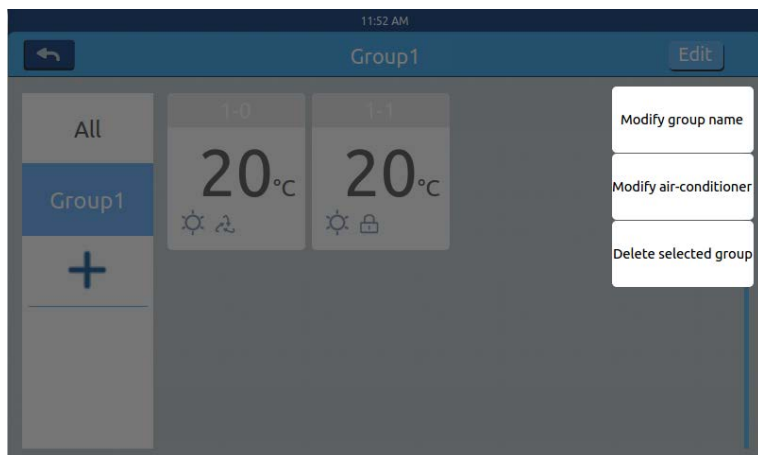 11:52 AM
Group1
Edit
All
Group1
1-0
20°C
1-1
20°C
Modify group name
Modify air-conditioner
Delete selected group